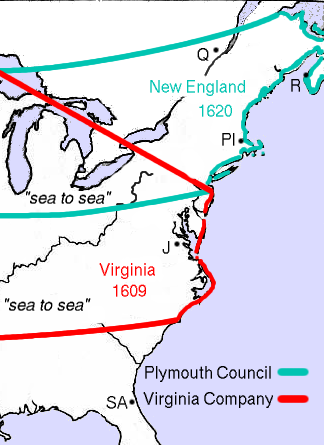 Q
New England
1620
R
Pl
"sea to sea"
J
Virginia
1609
"sea to sea"
Plymouth Council
Virginia Company
SA